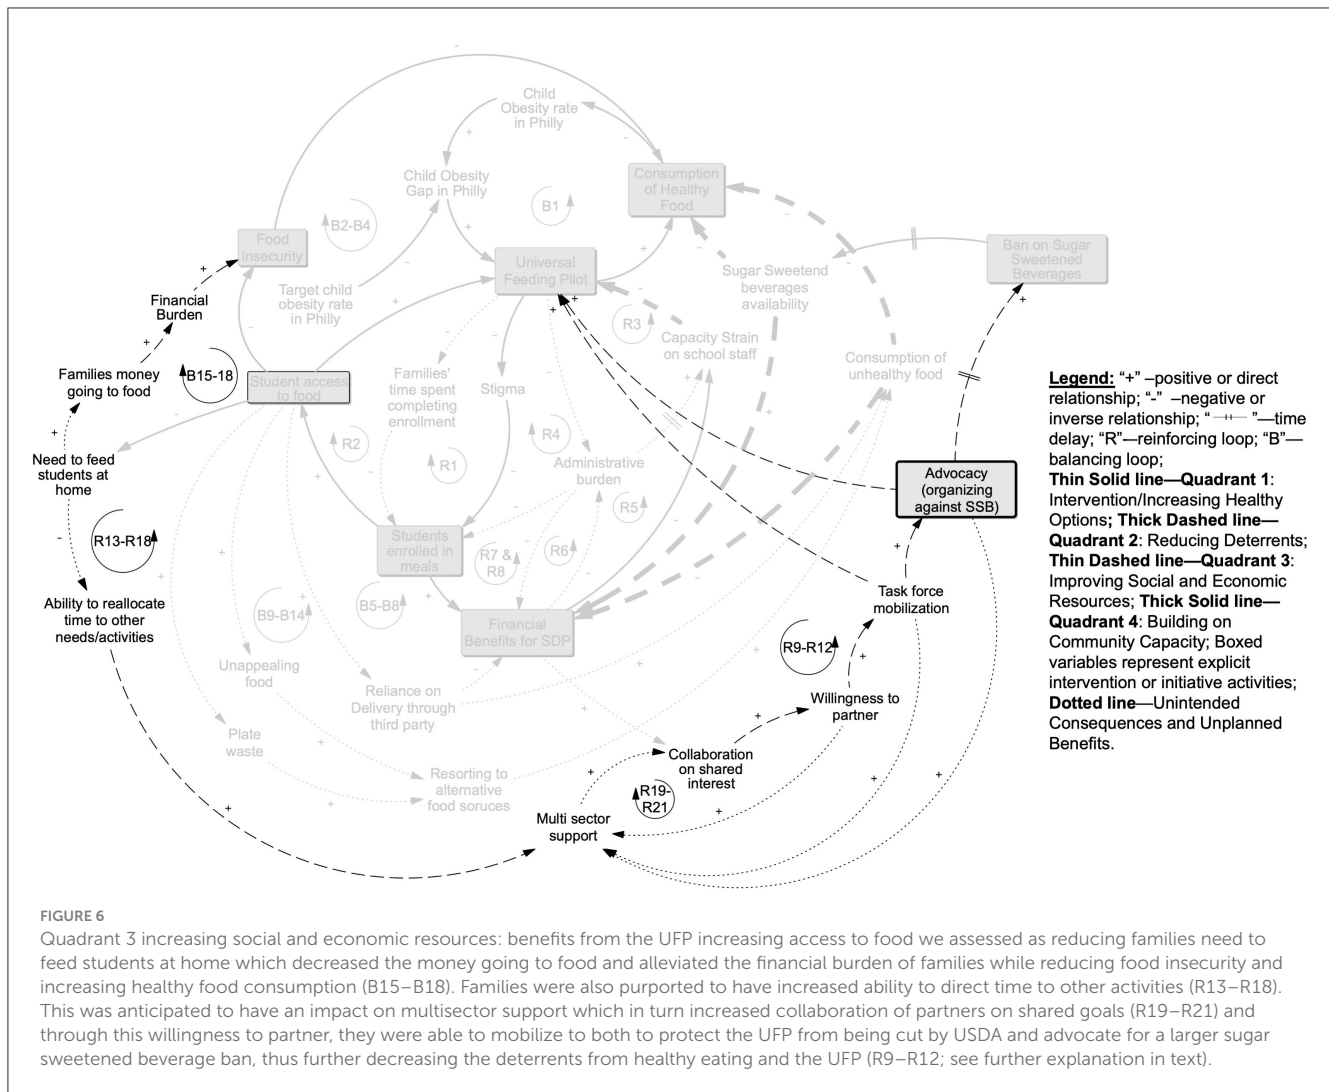 Child
Obesity rate
in Philly
Child Obesity
Gap in Philly
Consumption
of Healthy
Food
B1
B2-B4
Food
insecurity
Universal
Feeding Pilot
Target child
obesity rate
in Philly
Sugar Sweetend
beverages
availability
Ban on Sugar
Sweetened
Beverages
Financial
Burden
R3
Capacity Strain
on school staff
Consumption of
unhealthy food
Families money
going to food
B15-18
Student access
to food
Families'
time spent
completing
enrollment
Stigma
R2
R4
R1
Administrative
burden
Need to feed
students at
home
R5
Advocacy
(organizing
against SSB)
R13-R18
Students
enrolled in
meals
R7 &
R8
R6
Ability to reallocate
time to other
needs/activities
B9-B14
B5-B8
Financial
Benefits for SDP
Task force
mobilization
R9-R12
Unappealing
food
Reliance on
Delivery through
third party
Willingness to
partner
Plate
waste
Collaboration
on shared
interest
Resorting to
alternative
food soruces
R19-
R21
Multi sector
support
Legend: “+” –positive or direct
relationship; “-” –negative or
inverse relationship; “ ”—time
delay; “R”—reinforcing loop; “B”—
balancing loop;
Thin Solid line—Quadrant 1:
Intervention/Increasing Healthy
Options; Thick Dashed line—
Quadrant 2: Reducing Deterrents;
Thin Dashed line—Quadrant 3:
Improving Social and Economic
Resources; Thick Solid line—
Quadrant 4: Building on
Community Capacity; Boxed
variables represent explicit
intervention or initiative activities;
Dotted line—Unintended
Consequences and Unplanned
Benefits.
FIGURE 6
Quadrant 3 increasing social and economic resources: benefits from the UFP increasing access to food we assessed as reducing families need to
feed students at home which decreased the money going to food and alleviated the financial burden of families while reducing food insecurity and
increasing healthy food consumption (B15–B18). Families were also purported to have increased ability to direct time to other activities (R13–R18).
This was anticipated to have an impact on multisector support which in turn increased collaboration of partners on shared goals (R19–R21) and
through this willingness to partner, they were able to mobilize to both to protect the UFP from being cut by USDA and advocate for a larger sugar
sweetened beverage ban, thus further decreasing the deterrents from healthy eating and the UFP (R9–R12; see further explanation in text).